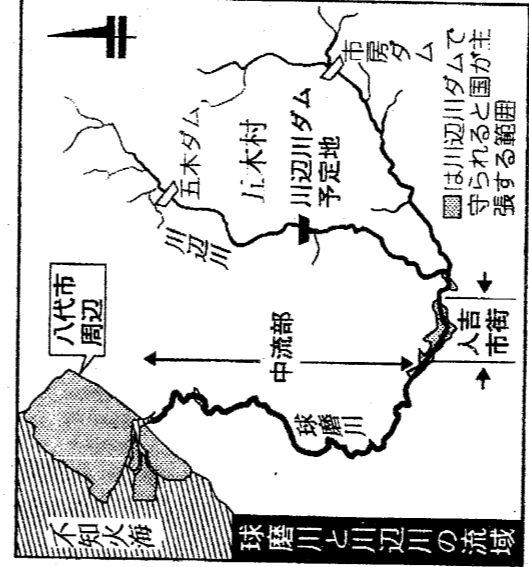 球磨川と川辺川の流域
不知火海
八代市
周辺
球磨川
中流部
人吉
市街
川辺川
五木ダム
五木村
川辺川ダム
予定地
市房ダム
は川辺川ダムで
守られると国が主
張する範囲